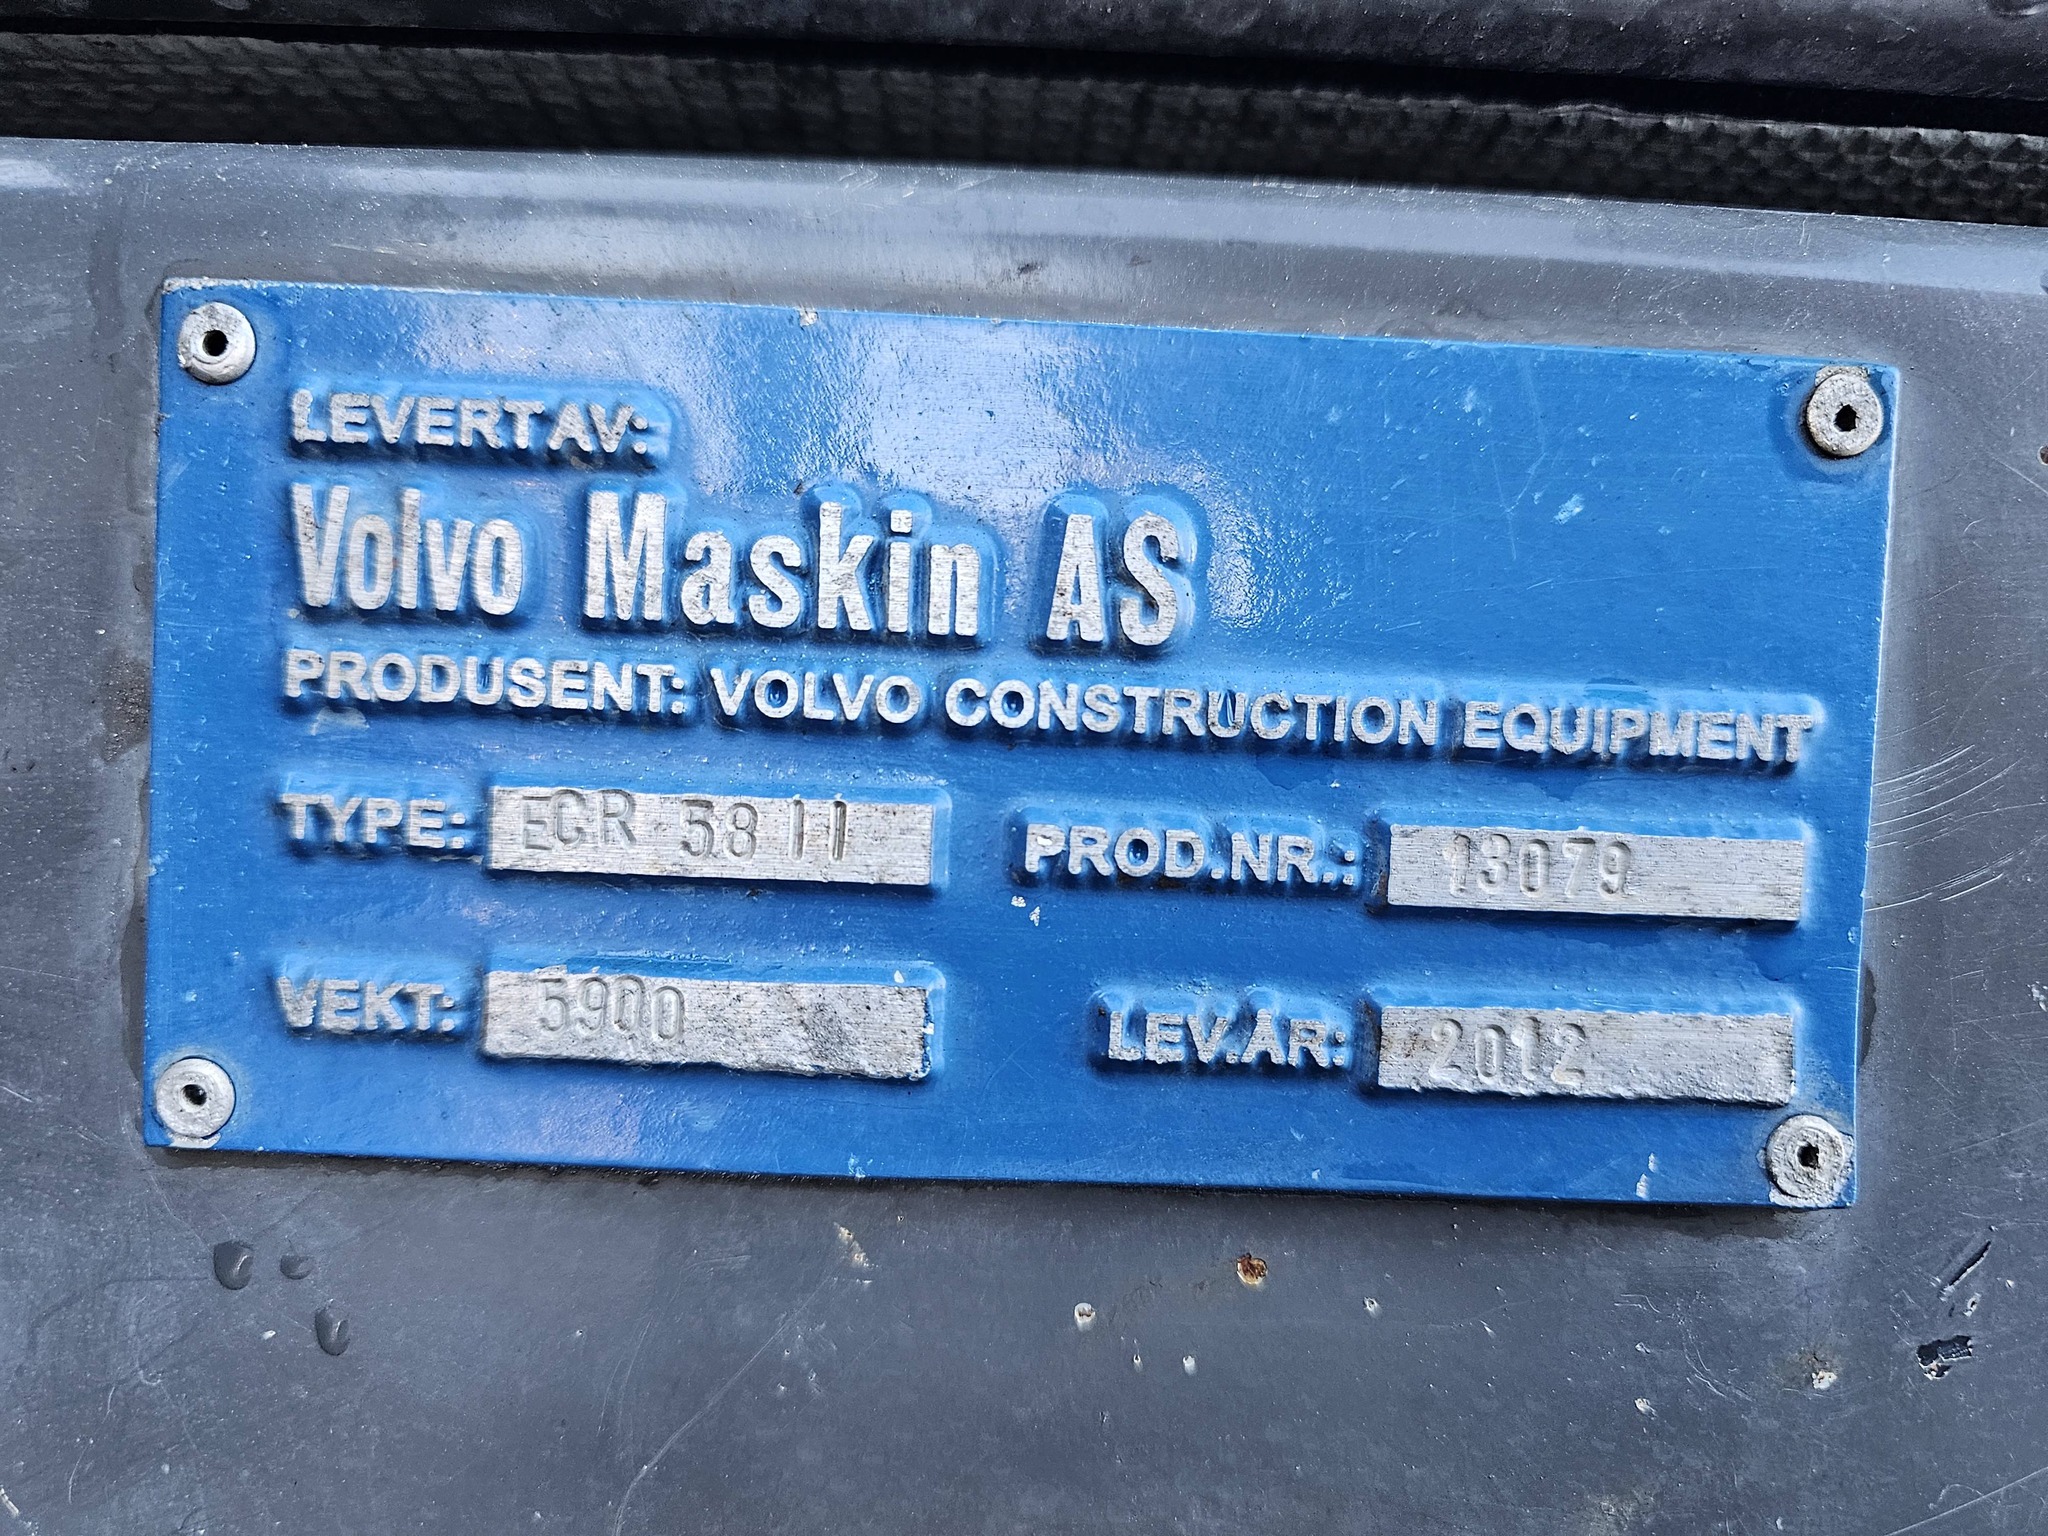 LEVERT AV:
Volvo Maskin AS
PRODUSENT: VOLVO CONSTRUCTION EQUIPMENT
TYPE: ECR 58 II PROD.NR.: 13079
VEKT: 5900 LEV.ÅR: 2012